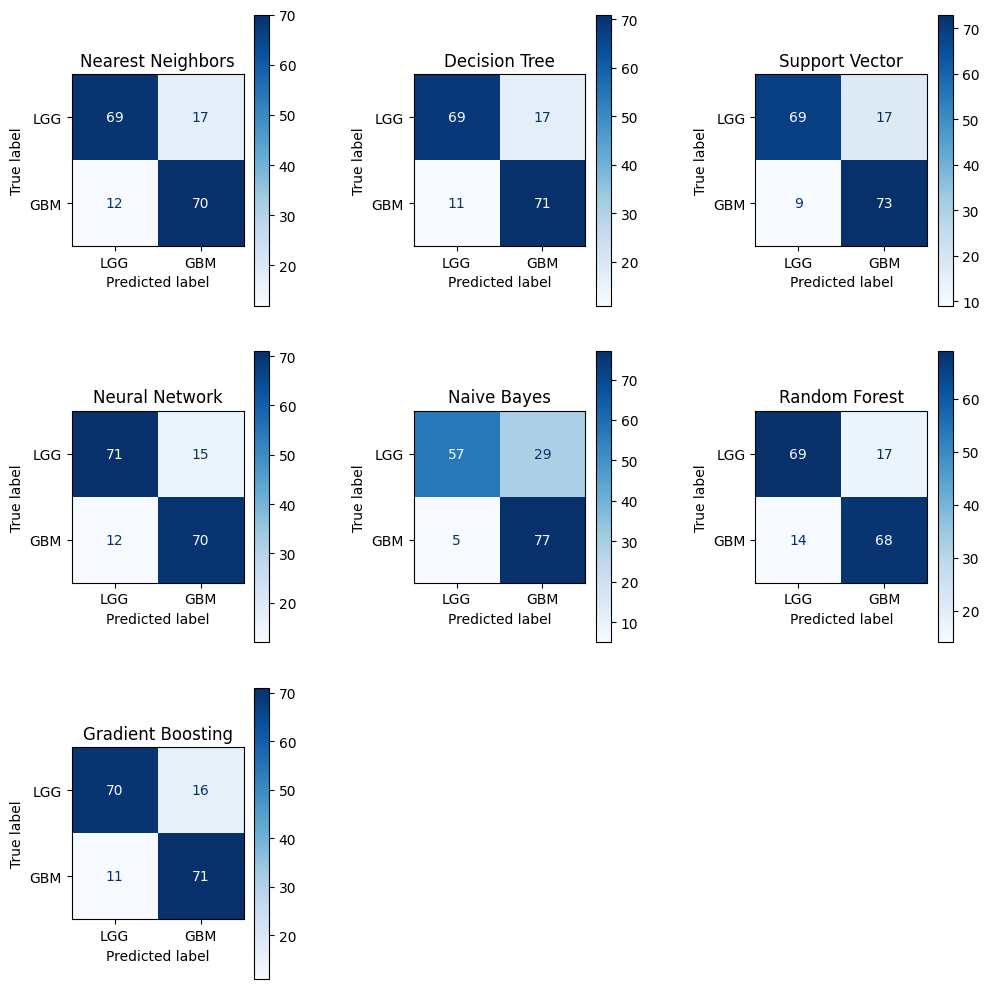 Nearest Neighbors
True label
LGG
GBM
69 17
12 70
LGG GBM
Predicted label
70
60
50
40
30
20
Decision Tree
True label
LGG
GBM
69 17
11 71
LGG GBM
Predicted label
70
60
50
40
30
20
Support Vector
True label
LGG
GBM
69 17
9 73
LGG GBM
Predicted label
70
60
50
40
30
20
10
Neural Network
True label
LGG
GBM
71 15
12 70
LGG GBM
Predicted label
70
60
50
40
30
20
Naive Bayes
True label
LGG
GBM
57 29
5 77
LGG GBM
Predicted label
70
60
50
40
30
20
10
Random Forest
True label
LGG
GBM
69 17
14 68
LGG GBM
Predicted label
60
50
40
30
20
Gradient Boosting
True label
LGG
GBM
70 16
11 71
LGG GBM
Predicted label
70
60
50
40
30
20